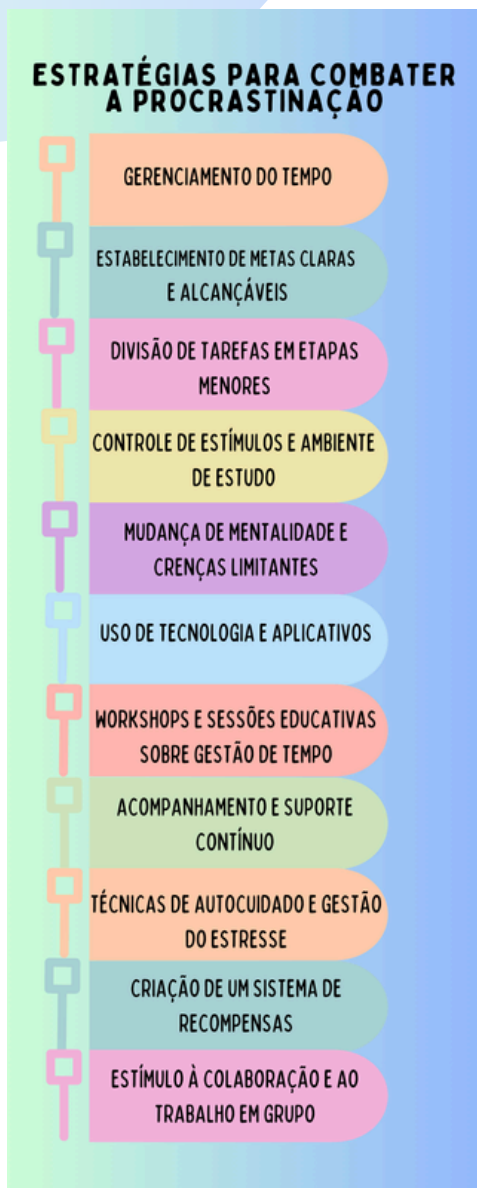 ESTRATÉGIAS PARA COMBATER
A PROCRASTINAÇÃO
GERENCIAMENTO DO TEMPO
ESTABELECIMENTO DE METAS CLARAS
E ALCANÇÁVEIS
DIVISÃO DE TAREFAS EM ETAPAS
MENORES
CONTROLE DE ESTÍMULOS E AMBIENTE
DE ESTUDO
MUDANÇA DE MENTALIDADE E
CRENÇAS LIMITANTES
USO DE TECNOLOGIA E APLICATIVOS
WORKSHOPS E SESSÕES EDUCATIVAS
SOBRE GESTÃO DE TEMPO
ACOMPANHAMENTO E SUPORTE
CONTÍNUO
TÉCNICAS DE AUTOCUIDADO E GESTÃO
DO ESTRESSE
CRIAÇÃO DE UM SISTEMA DE
RECOMPENSAS
ESTÍMULO À COLABORAÇÃO E AO
TRABALHO EM GRUPO